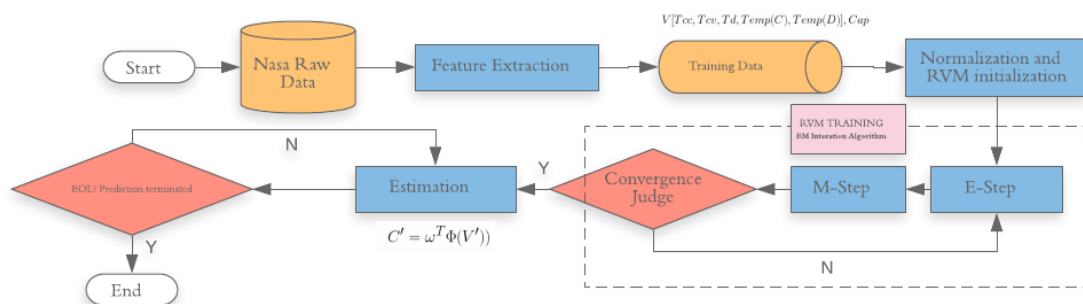 V[Tcc, Tcv, Td, Temp(C), Temp(D)], Cap
Start
Nasa Raw
Data
Feature Extraction
Training Data
Normalization and
RVM initialization
RVM TRAINING
EM Interation Algorithm
N
EOL? Prediction terminated
Estimation
Y
Convergence
Judge
M-Step
E-Step
C′ = ω^T Φ(V′))
Y
N
End